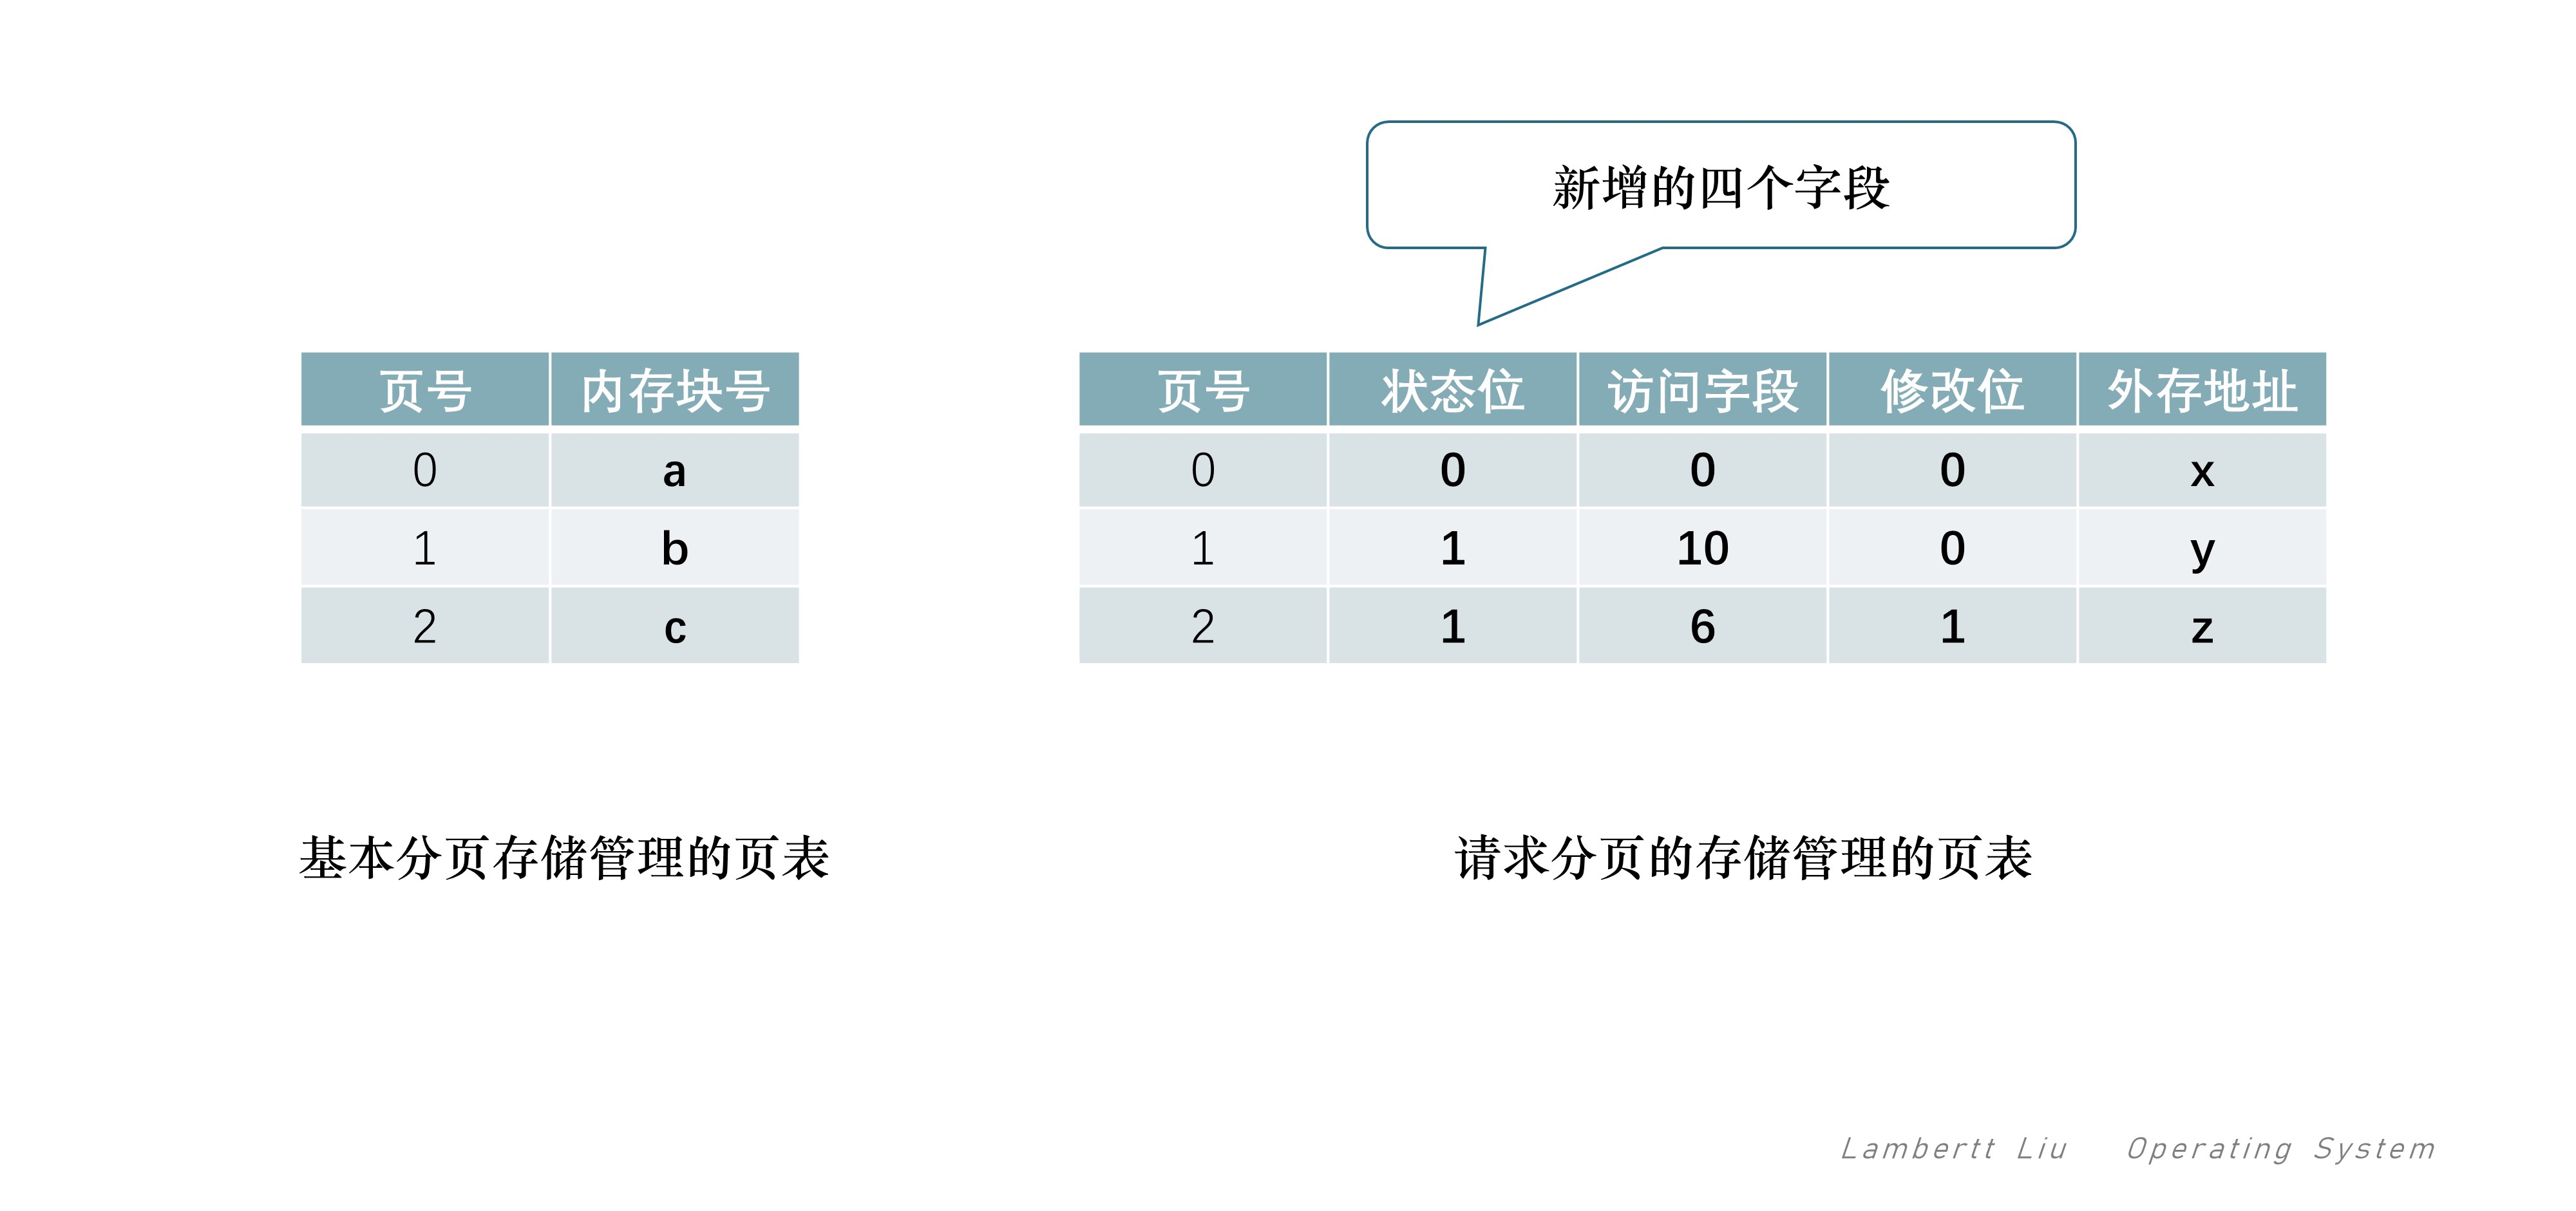 新增的四个字段
页号 内存块号
0 a
1 b
2 c
页号 状态位 访问字段 修改位 外存地址
0 0 0 0 x
1 1 10 0 y
2 1 6 1 z
基本分页存储管理的页表
请求分页的存储管理的页表
Lambertt Liu Operating System